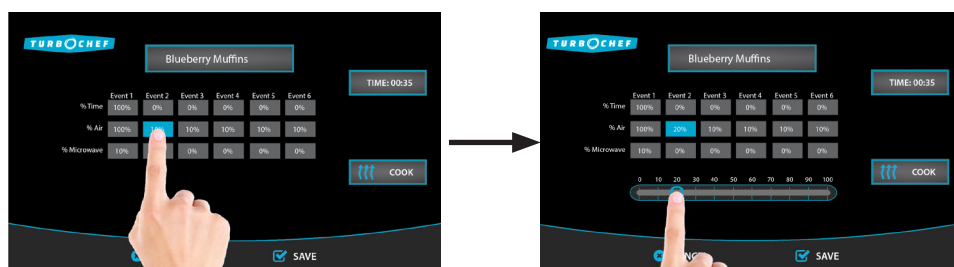 TURBOCHEF
Blueberry Muffins
TIME: 00:35
Event 1 Event 2 Event 3 Event 4 Event 5 Event 6
% Time 100% 0% 0% 0% 0% 0%
% Air 100% 10% 10% 10% 10%
% Microwave 10% 0% 0% 0% 0%
COOK
SAVE
TURBOCHEF
Blueberry Muffins
TIME: 00:35
Event 1 Event 2 Event 3 Event 4 Event 5 Event 6
% Time 100% 0% 0% 0% 0% 0%
% Air 100% 20% 10% 10% 10% 10%
% Microwave 10% 0% 0% 0% 0% 0%
0 10 20 30 40 50 60 70 80 90 100
COOK
SAVE